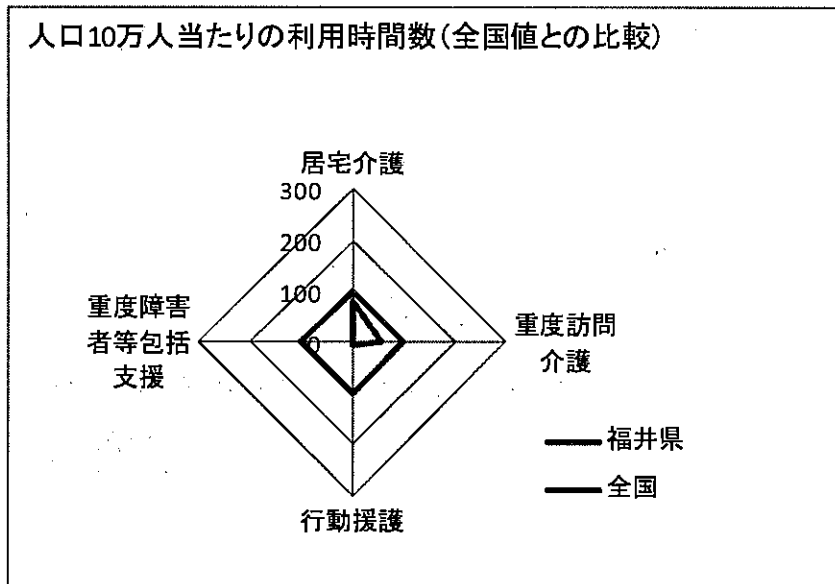 人口10万人当たりの利用時間数(全国値との比較)
居宅介護
300
200
100
0
重度障害
者等包括
支援
重度訪問
介護
行動援護
福井県
全国